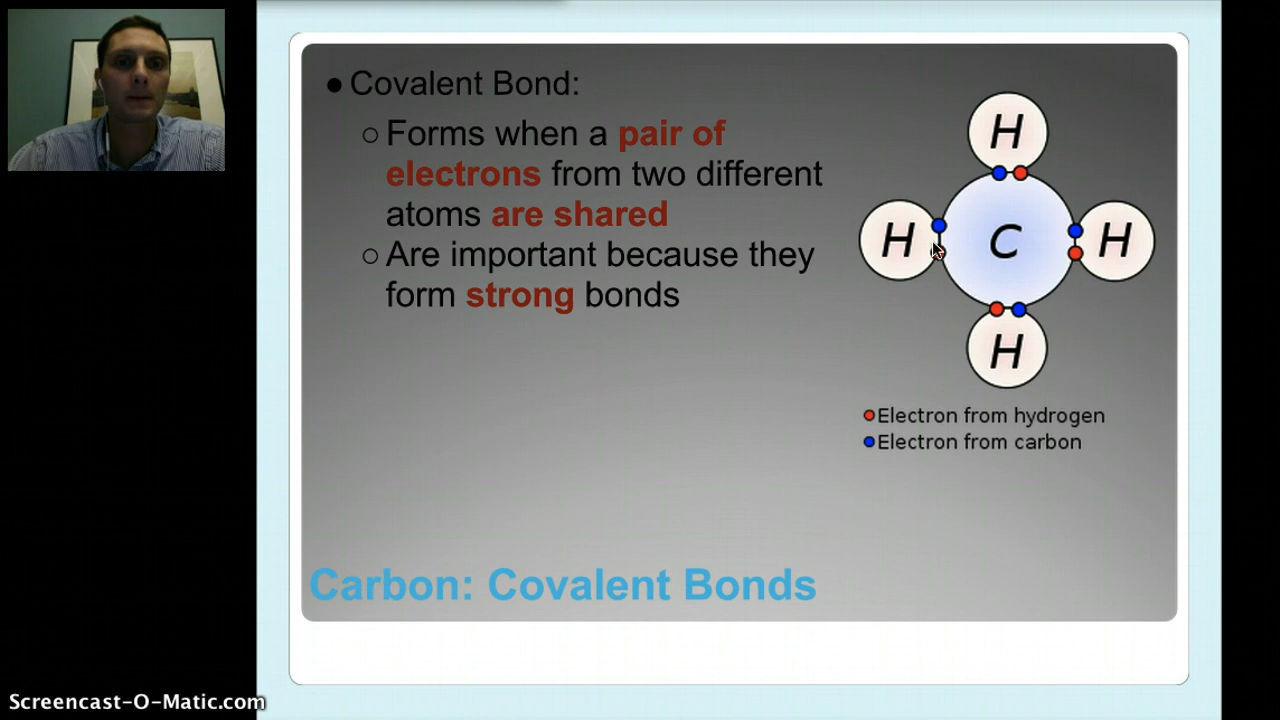 ● Covalent Bond:
○ Forms when a pair of
electrons from two different
atoms are shared
○ Are important because they
form strong bonds
H
H
C
H
H
Electron from hydrogen
Electron from carbon
Carbon: Covalent Bonds
Screencast-O-Matic.com